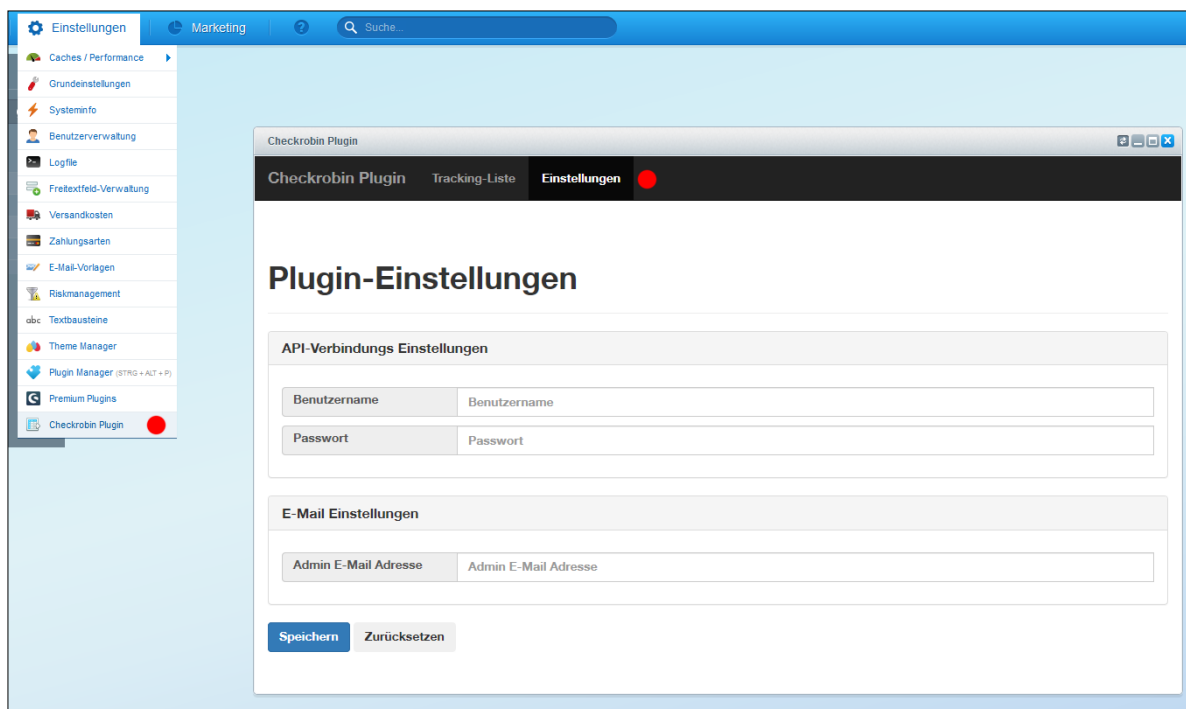 Einstellungen
Marketing
?
Suche...
Caches / Performance
Grundeinstellungen
Systeminfo
Benutzerverwaltung
Logfile
Freitextfeld-Verwaltung
Versandkosten
Zahlungsarten
E-Mail-Vorlagen
Riskmanagement
abc Textbausteine
Theme Manager
Plugin Manager (STRG + ALT + P)
Premium Plugins
Checkrobin Plugin
Checkrobin Plugin
Checkrobin Plugin Tracking-Liste Einstellungen
Plugin-Einstellungen
API-Verbindungs Einstellungen
Benutzername Benutzername
Passwort Passwort
E-Mail Einstellungen
Admin E-Mail Adresse Admin E-Mail Adresse
Speichern Zurücksetzen